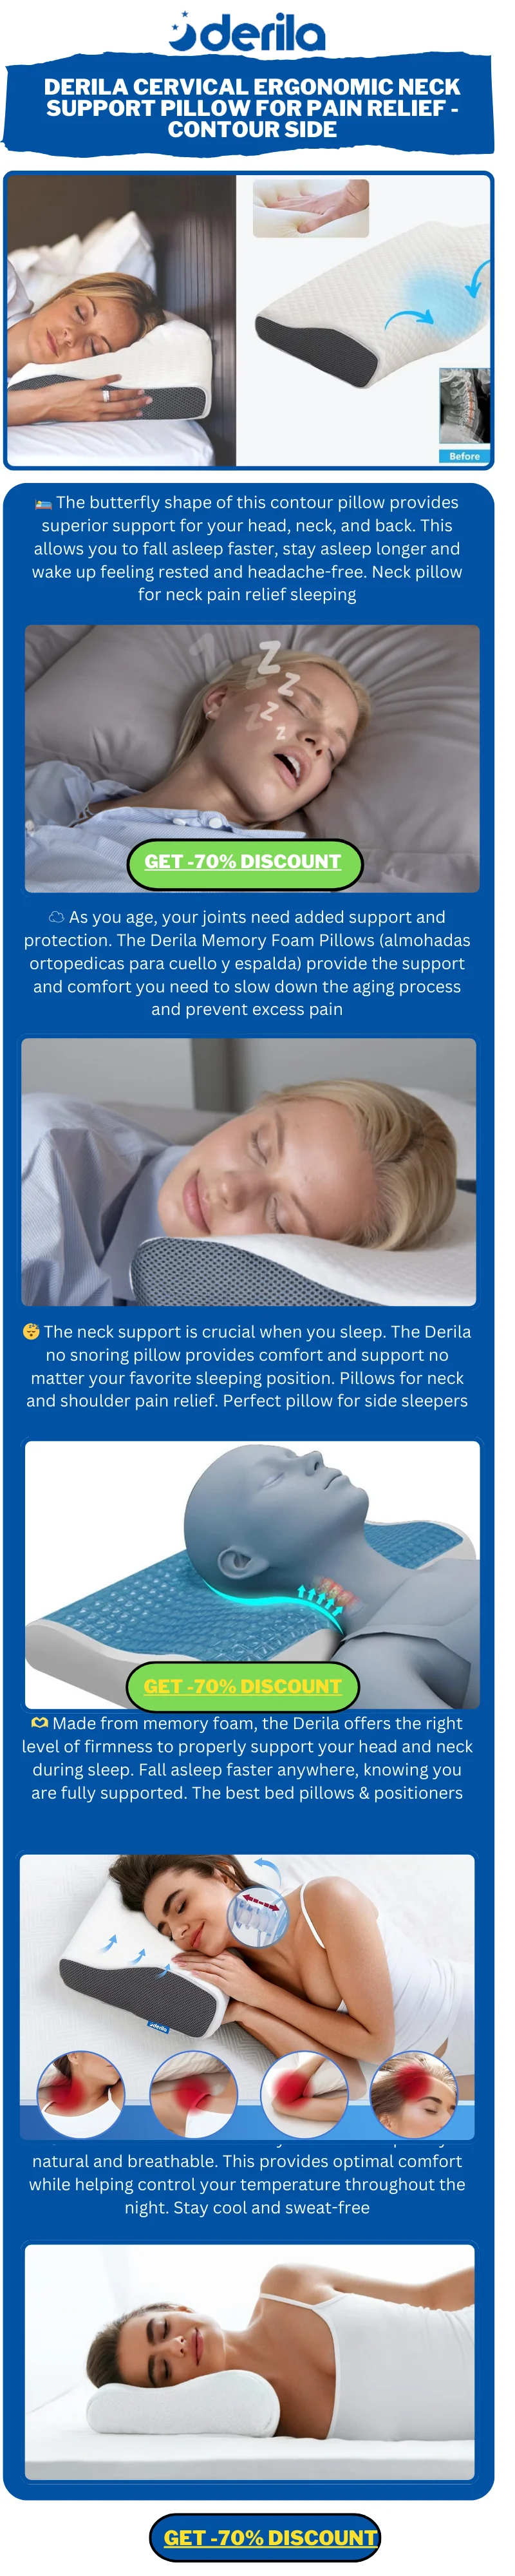 derila
DERILA CERVICAL ERGONOMIC NECK
SUPPORT PILLOW FOR PAIN RELIEF -
CONTOUR SIDE
Before
🛌 The butterfly shape of this contour pillow provides
superior support for your head, neck, and back. This
allows you to fall asleep faster, stay asleep longer and
wake up feeling rested and headache-free. Neck pillow
for neck pain relief sleeping
Z
Z
Z
Z
GET -70% DISCOUNT
☁ As you age, your joints need added support and
protection. The Derila Memory Foam Pillows (almohadas
ortopedicas para cuello y espalda) provide the support
and comfort you need to slow down the aging process
and prevent excess pain
😴 The neck support is crucial when you sleep. The Derila
no snoring pillow provides comfort and support no
matter your favorite sleeping position. Pillows for neck
and shoulder pain relief. Perfect pillow for side sleepers
GET -70% DISCOUNT
🫶 Made from memory foam, the Derila offers the right
level of firmness to properly support your head and neck
during sleep. Fall asleep faster anywhere, knowing you
are fully supported. The best bed pillows & positioners
derila
natural and breathable. This provides optimal comfort
while helping control your temperature throughout the
night. Stay cool and sweat-free
GET -70% DISCOUNT